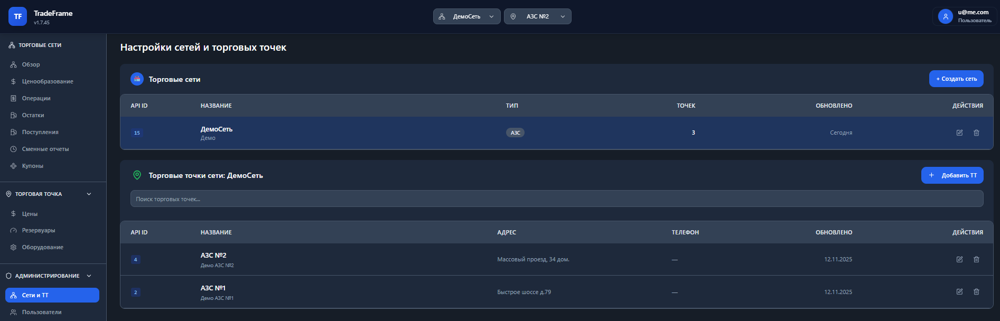 TF
TradeFrame
v1.7.45
ДемоСеть
АЗС №2
u@me.com
Пользователь
ТОРГОВЫЕ СЕТИ
Обзор
Ценообразование
Операции
Остатки
Поступления
Сменные отчеты
Купоны
ТОРГОВАЯ ТОЧКА
Цены
Резервуары
Оборудование
АДМИНИСТРИРОВАНИЕ
Сети и ТТ
Пользователи
Настройки сетей и торговых точек
Торговые сети
+ Создать сеть
API ID НАЗВАНИЕ ТИП ТОЧЕК ОБНОВЛЕНО ДЕЙСТВИЯ
15 ДемоСеть АЗС 3 Сегодня
Демо
Торговые точки сети: ДемоСеть
+ Добавить ТТ
Поиск торговых точек...
API ID НАЗВАНИЕ АДРЕС ТЕЛЕФОН ОБНОВЛЕНО ДЕЙСТВИЯ
4 АЗС №2 Массовый проезд, 34 дом. — 12.11.2025
Демо АЗС №2
2 АЗС №1 Быстрое шоссе д.79 — 12.11.2025
Демо АЗС №1